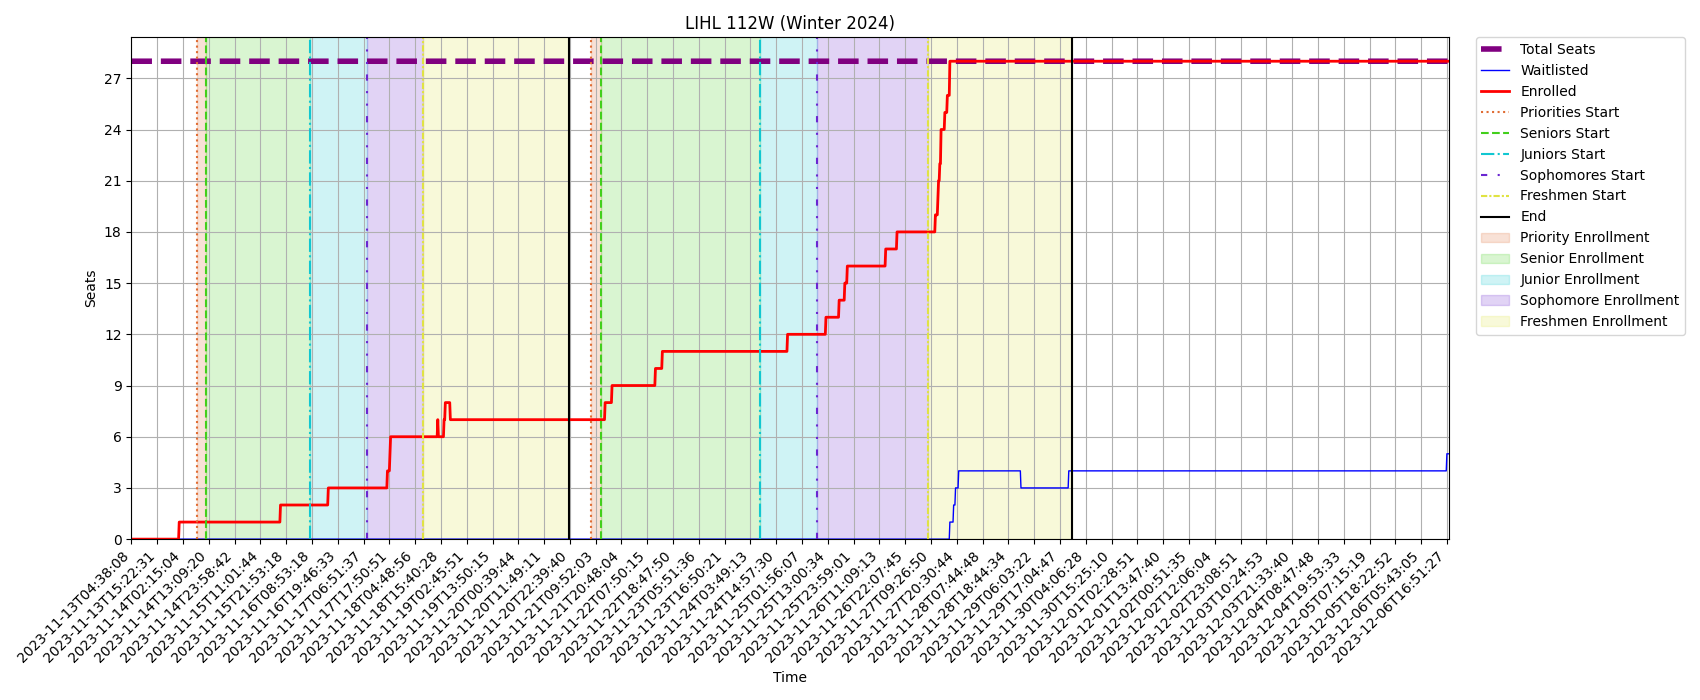 LIHL 112W (Winter 2024)
Total Seats
Waitlisted
Enrolled
Priorities Start
Seniors Start
Juniors Start
Sophomores Start
Freshmen Start
End
Priority Enrollment
Senior Enrollment
Junior Enrollment
Sophomore Enrollment
Freshmen Enrollment
Seats
27
24
21
18
15
12
9
6
3
0
2023-11-13T04:38:08
2023-11-13T15:22:31
2023-11-14T02:15:04
2023-11-14T13:09:20
2023-11-14T23:58:42
2023-11-15T11:01:44
2023-11-15T21:53:18
2023-11-16T08:53:18
2023-11-16T19:46:33
2023-11-17T06:51:37
2023-11-17T17:50:51
2023-11-18T04:48:56
2023-11-18T15:40:28
2023-11-19T02:45:51
2023-11-19T13:50:15
2023-11-20T00:39:44
2023-11-20T11:49:11
2023-11-20T22:39:40
2023-11-21T09:52:03
2023-11-21T20:48:04
2023-11-22T07:50:15
2023-11-22T18:47:50
2023-11-23T05:51:36
2023-11-23T16:50:21
2023-11-24T03:49:13
2023-11-24T14:57:30
2023-11-25T01:56:07
2023-11-25T13:00:34
2023-11-25T23:59:01
2023-11-26T11:09:13
2023-11-26T22:07:45
2023-11-27T09:26:50
2023-11-27T20:30:44
2023-11-28T07:44:48
2023-11-28T18:44:34
2023-11-29T06:03:22
2023-11-29T17:04:47
2023-11-30T04:06:28
2023-11-30T15:25:10
2023-12-01T02:28:51
2023-12-01T13:47:40
2023-12-02T00:51:35
2023-12-02T12:06:04
2023-12-02T23:08:51
2023-12-03T10:24:53
2023-12-03T21:33:40
2023-12-04T08:47:48
2023-12-04T19:53:33
2023-12-05T07:15:19
2023-12-05T18:22:52
2023-12-06T05:43:05
2023-12-06T16:51:27
Time